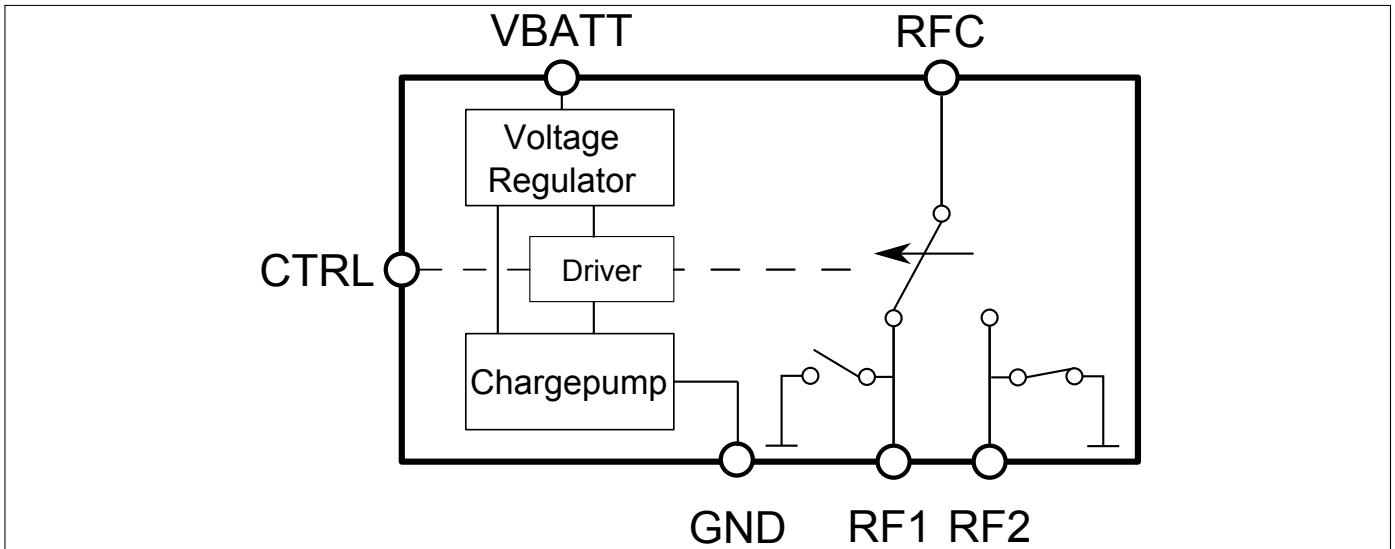 VBATT
RFC
Voltage
Regulator
CTRL
Driver
Chargepump
GND
RF1
RF2